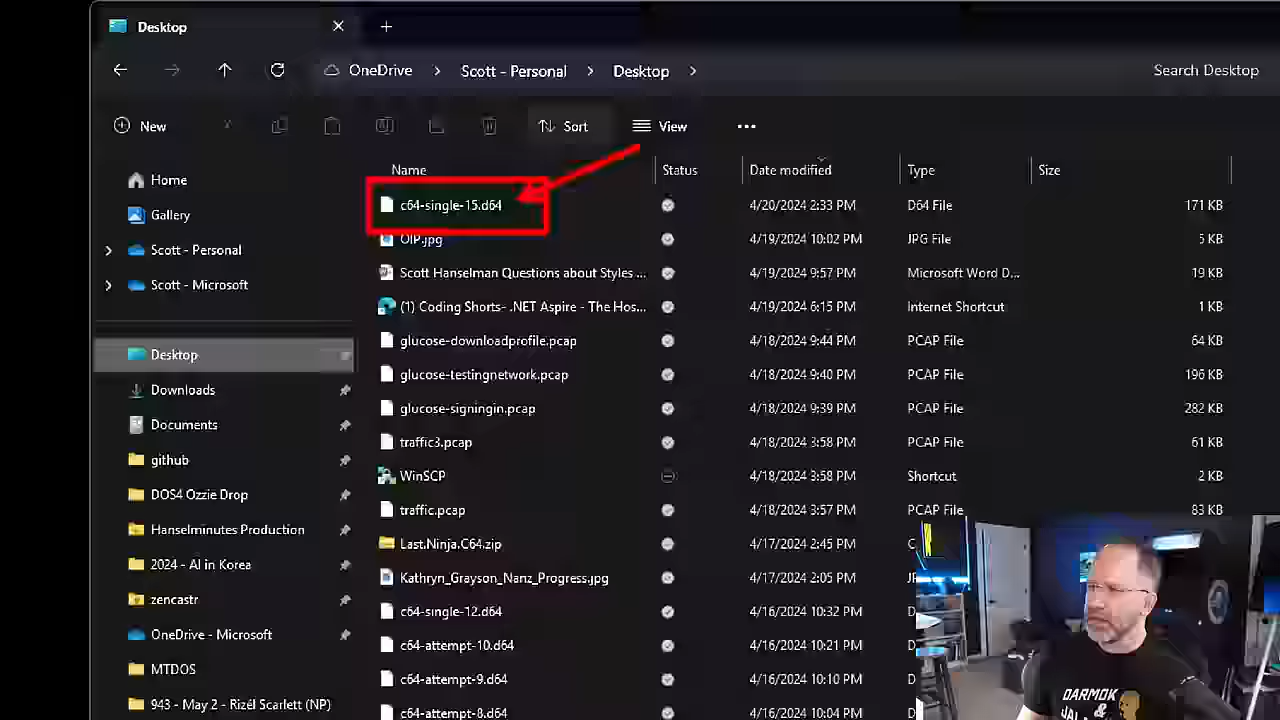 Desktop
OneDrive > Scott - Personal > Desktop >
Search Desktop
New
Sort
View
Name
Status
Date modified
Type
Size
Home
Gallery
Scott - Personal
Scott - Microsoft
Desktop
Downloads
Documents
github
DOS4 Ozzie Drop
Hanselminutes Production
2024 - AI in Korea
zencastr
OneDrive - Microsoft
MTDOS
943 - May 2 - Rizél Scarlett (NP)
c64-single-15.d64 4/20/2024 2:33 PM D64 File 171 KB
OIP.jpg 4/19/2024 10:02 PM JPG File 5 KB
Scott Hanselman Questions about Styles ... 4/19/2024 9:57 PM Microsoft Word D... 19 KB
(1) Coding Shorts- .NET Aspire - The Hos... 4/19/2024 6:15 PM Internet Shortcut 1 KB
glucose-downloadprofile.pcap 4/18/2024 9:44 PM PCAP File 64 KB
glucose-testingnetwork.pcap 4/18/2024 9:40 PM PCAP File 196 KB
glucose-signingin.pcap 4/18/2024 9:39 PM PCAP File 282 KB
traffic3.pcap 4/18/2024 3:58 PM PCAP File 61 KB
WinSCP 4/18/2024 3:58 PM Shortcut 2 KB
traffic.pcap 4/18/2024 3:57 PM PCAP File 83 KB
Last.Ninja.C64.zip 4/17/2024 2:45 PM C
Kathryn_Grayson_Nanz_Progress.jpg 4/17/2024 2:05 PM JP
c64-single-12.d64 4/16/2024 10:32 PM D
c64-attempt-10.d64 4/16/2024 10:21 PM D
c64-attempt-9.d64 4/16/2024 10:10 PM D
c64-attempt-8.d64 4/16/2024 10:04 PM D
DARMOK
&